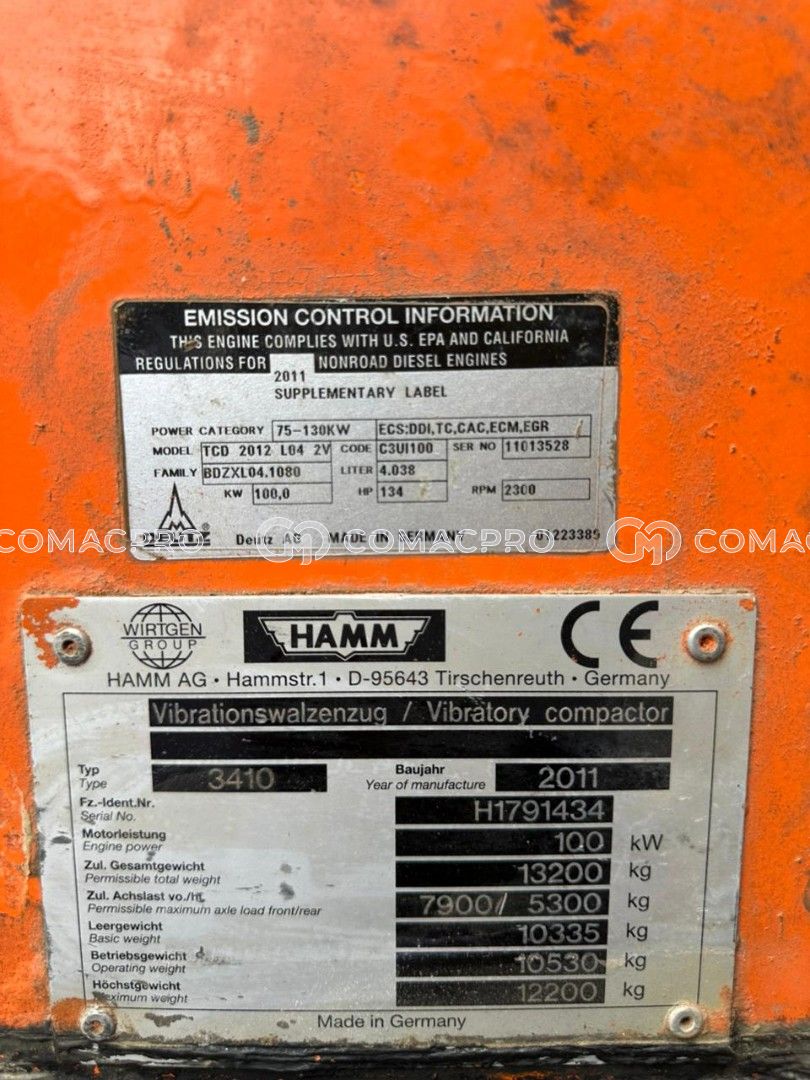 EMISSION CONTROL INFORMATION
THIS ENGINE COMPLIES WITH U.S. EPA AND CALIFORNIA
REGULATIONS FOR 2011 NONROAD DIESEL ENGINES
SUPPLEMENTARY LABEL
POWER CATEGORY 75-130KW ECS:DDI,TC,CAC,ECM,EGR
MODEL TCD 2012 L04 2V CODE C3UI100 SER NO 11013528
FAMILY BDZXL04.1080 LITER 4.038
KW 100,0 HP 134 RPM 2300
DEUTZ ® Deutz AG MADE IN GERMANY 01223385
COMACPRO COMACPRO COMACPRO
WIRTGEN GROUP HAMM CE
HAMM AG · Hammstr.1 · D-95643 Tirschenreuth · Germany
Vibrationswalzenzug / Vibratory compactor
Typ 3410 Baujahr 2011
Type Year of manufacture
Fz.-Ident.Nr. H1791434
Serial No.
Motorleistung 100 kW
Engine power
Zul. Gesamtgewicht 13200 kg
Permissible total weight
Zul. Achslast vo./hi. 7900/ 5300 kg
Permissible maximum axle load front/rear
Leergewicht 10335 kg
Basic weight
Betriebsgewicht 10530 kg
Operating weight
Höchstgewicht 12200 kg
Maximum weight
Made in Germany